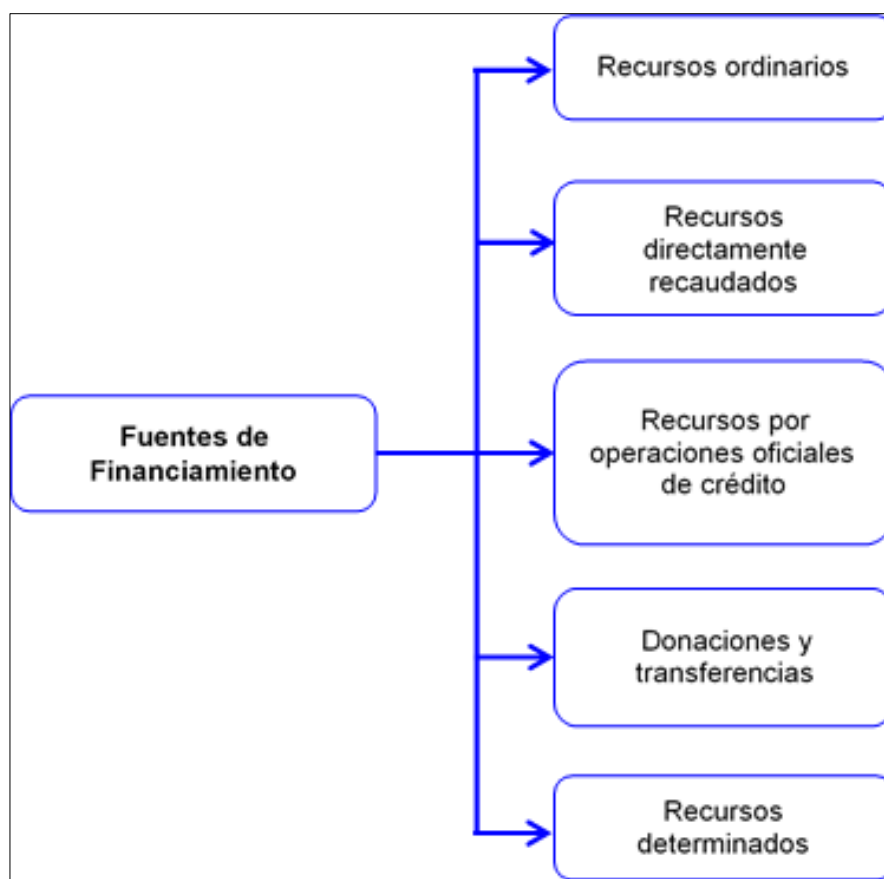 Fuentes de
Financiamiento
Recursos ordinarios
Recursos
directamente
recaudados
Recursos por
operaciones oficiales
de crédito
Donaciones y
transferencias
Recursos
determinados